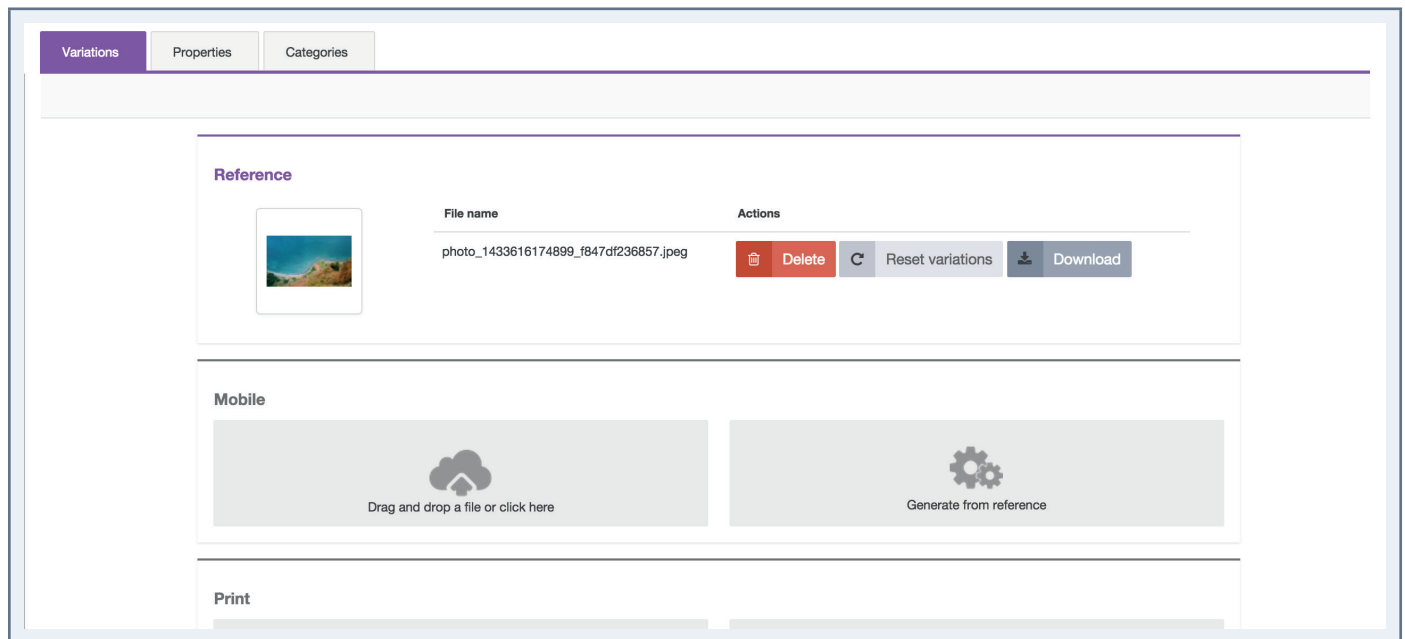 Variations Properties Categories
Reference
File name Actions
photo_1433616174899_f847df236857.jpeg Delete Reset variations Download
Mobile
Drag and drop a file or click here Generate from reference
Print